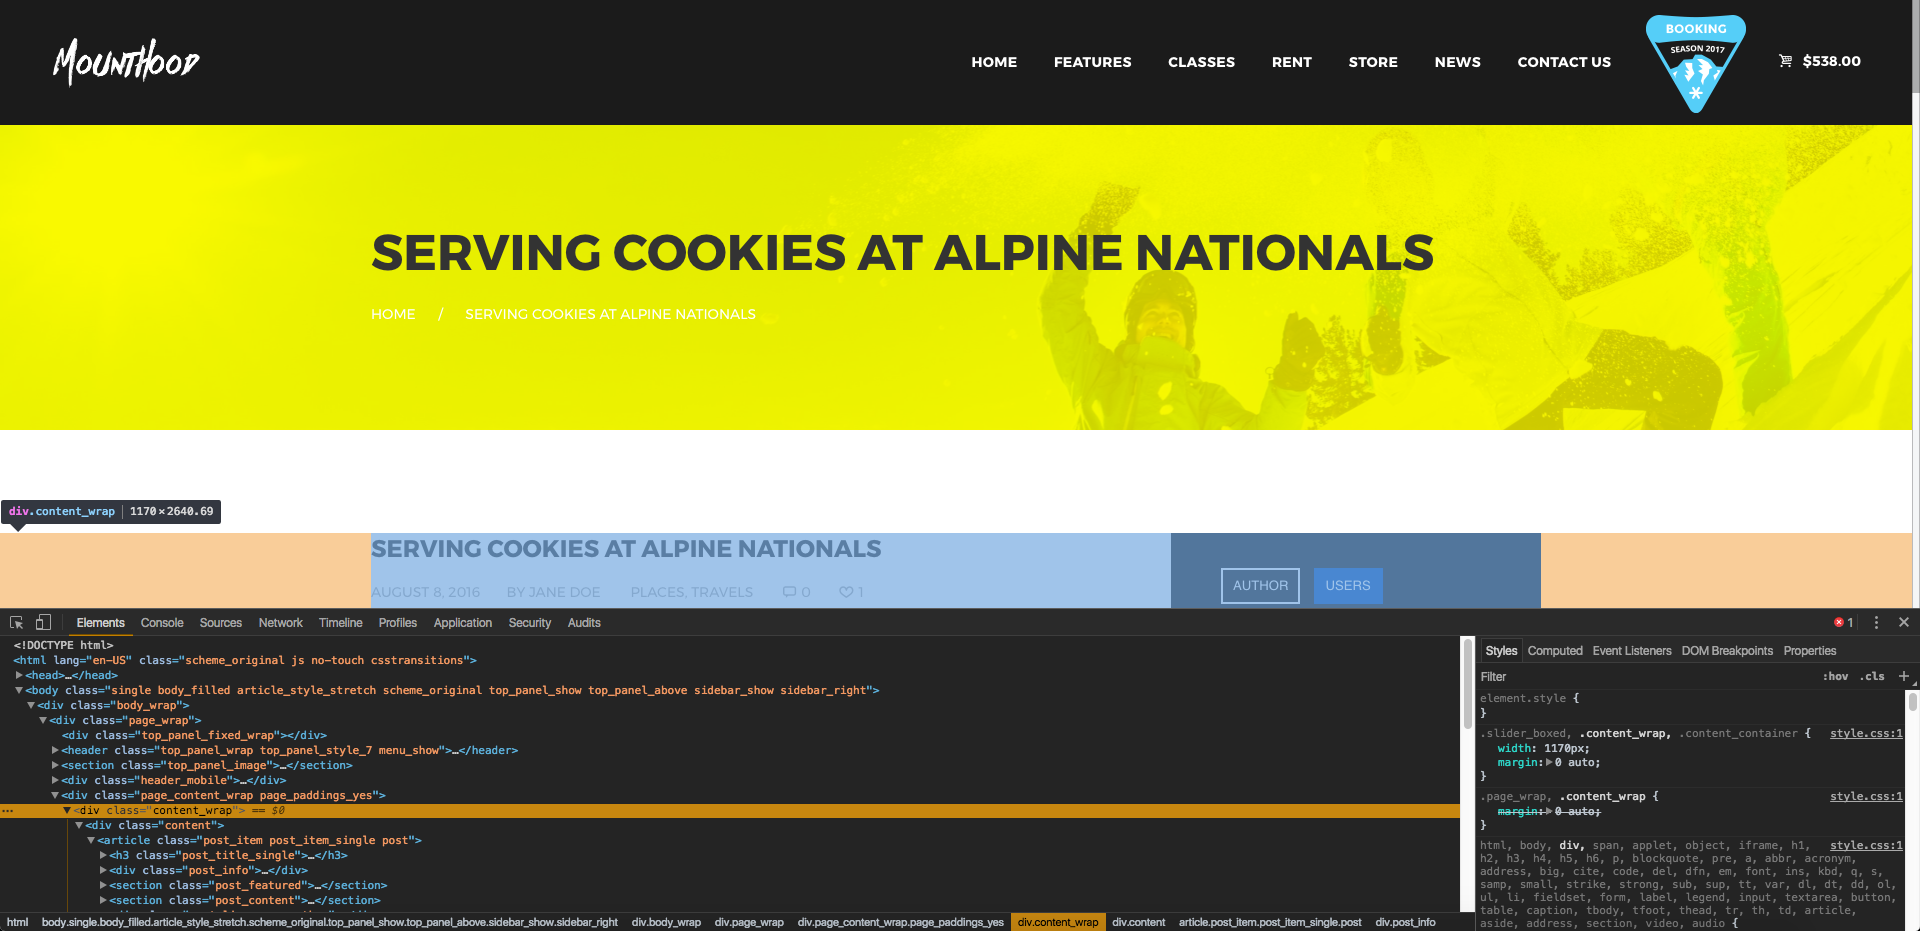 MOUNTHOOD
HOME FEATURES CLASSES RENT STORE NEWS CONTACT US
BOOKING
SEASON 2017
$538.00
SERVING COOKIES AT ALPINE NATIONALS
HOME / SERVING COOKIES AT ALPINE NATIONALS
div.content_wrap | 1170 × 2640.69
SERVING COOKIES AT ALPINE NATIONALS
AUGUST 8, 2016 BY JANE DOE PLACES, TRAVELS 0 1
AUTHOR USERS
Elements Console Sources Network Timeline Profiles Application Security Audits 1
<!DOCTYPE html>
<html lang="en-US" class="scheme_original js no-touch csstransitions">
<head>…</head>
<body class="single body_filled article_style_stretch scheme_original top_panel_show top_panel_above sidebar_show sidebar_right">
<div class="body_wrap">
<div class="page_wrap">
<div class="top_panel_fixed_wrap"></div>
<header class="top_panel_wrap top_panel_style_7 menu_show">…</header>
<section class="top_panel_image">…</section>
<div class="header_mobile">…</div>
<div class="page_content_wrap page_paddings_yes">
<div class="content_wrap"> == $0
<div class="content">
<article class="post_item post_item_single post">
<h3 class="post_title_single">…</h3>
<div class="post_info">…</div>
<section class="post_featured">…</section>
<section class="post_content">…</section>
html body.single.body_filled.article_style_stretch.scheme_original.top_panel_show.top_panel_above.sidebar_show.sidebar_right div.body_wrap div.page_wrap div.page_content_wrap.page_paddings_yes div.content_wrap div.content article.post_item.post_item_single.post div.post_info
Styles Computed Event Listeners DOM Breakpoints Properties
Filter :hov .cls +
element.style {
}
.slider_boxed, .content_wrap, .content_container { style.css:1
width: 1170px;
margin: 0 auto;
}
.page_wrap, .content_wrap { style.css:1
margin: 0 auto;
}
html, body, div, span, applet, object, iframe, h1, style.css:1
h2, h3, h4, h5, h6, p, blockquote, pre, a, abbr, acronym,
address, big, cite, code, del, dfn, em, font, ins, kbd, q, s,
samp, small, strike, strong, sub, sup, tt, var, dl, dt, dd, ol,
ul, li, fieldset, form, label, legend, input, textarea, button,
table, caption, tbody, tfoot, thead, tr, th, td, article,
aside, address, section, video, audio {